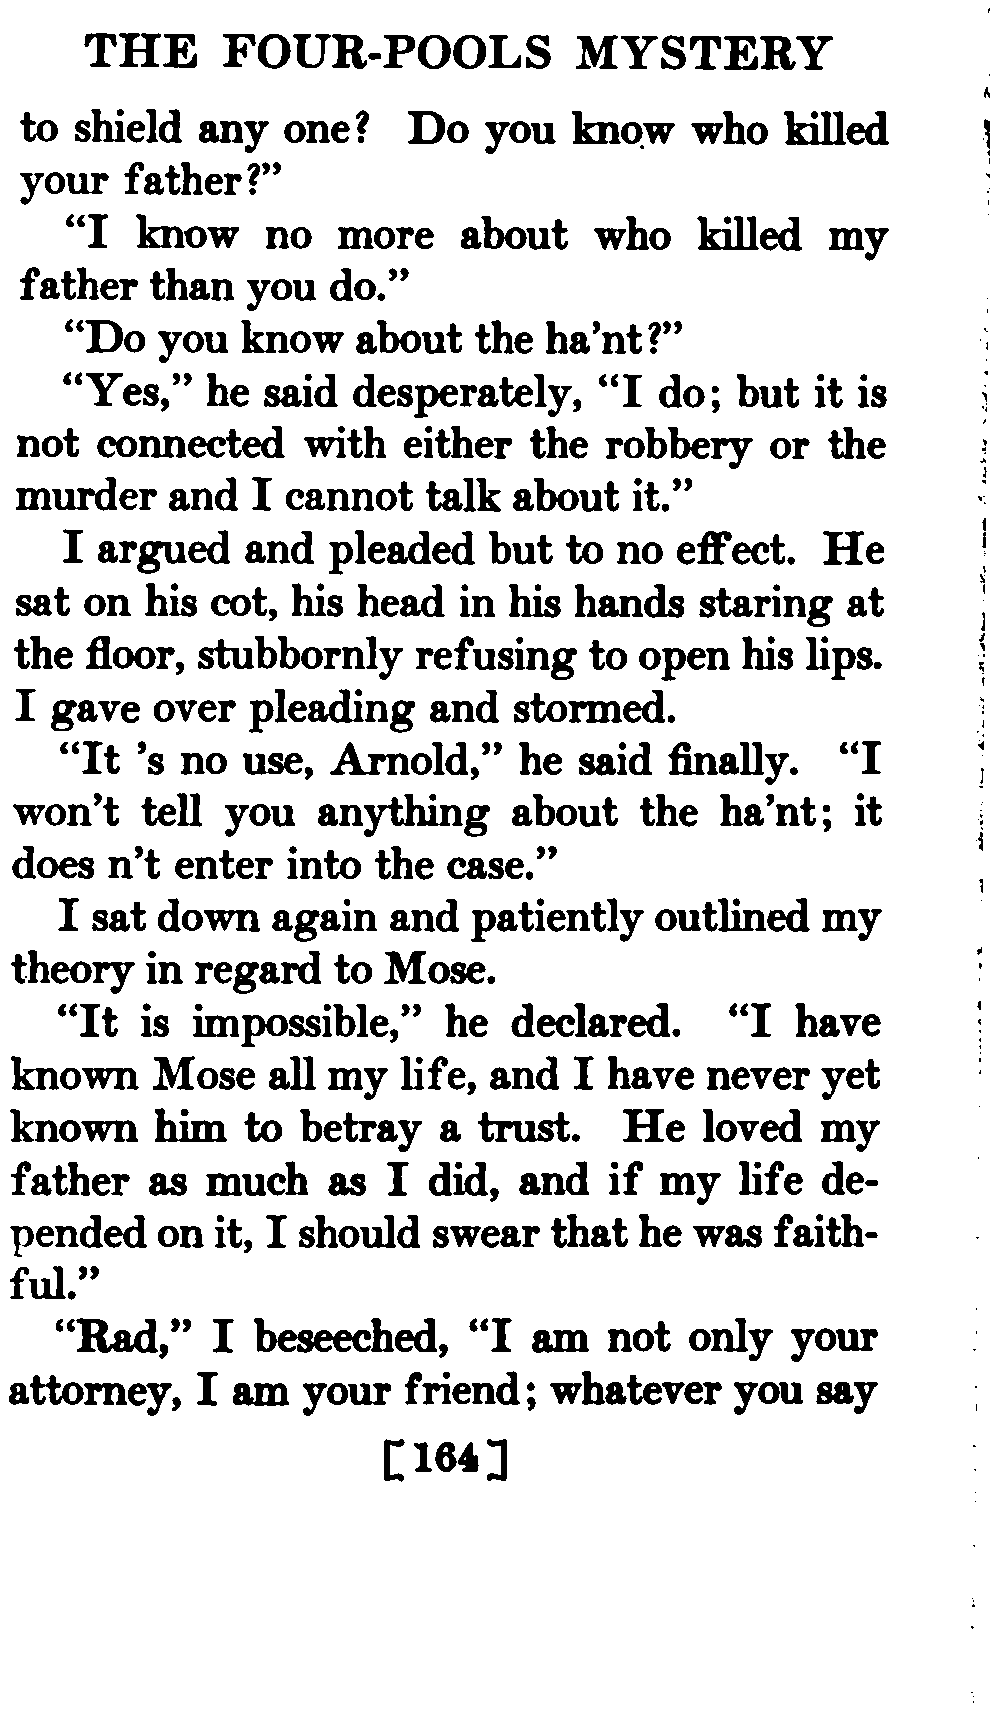 THE FOUR-POOLS MYSTERY
to shield any one? Do you know who killed
your father?”
“I know no more about who killed my
father than you do.”
“Do you know about the ha’nt?”
“Yes,” he said desperately, “I do; but it is
not connected with either the robbery or the
murder and I cannot talk about it.”
I argued and pleaded but to no effect. He
sat on his cot, his head in his hands staring at
the floor, stubbornly refusing to open his lips.
I gave over pleading and stormed.
“It ’s no use, Arnold,” he said finally. “I
won’t tell you anything about the ha’nt; it
does n’t enter into the case.”
I sat down again and patiently outlined my
theory in regard to Mose.
“It is impossible,” he declared. “I have
known Mose all my life, and I have never yet
known him to betray a trust. He loved my
father as much as I did, and if my life de-
pended on it, I should swear that he was faith-
ful.”
“Rad,” I beseeched, “I am not only your
attorney, I am your friend; whatever you say
[164]